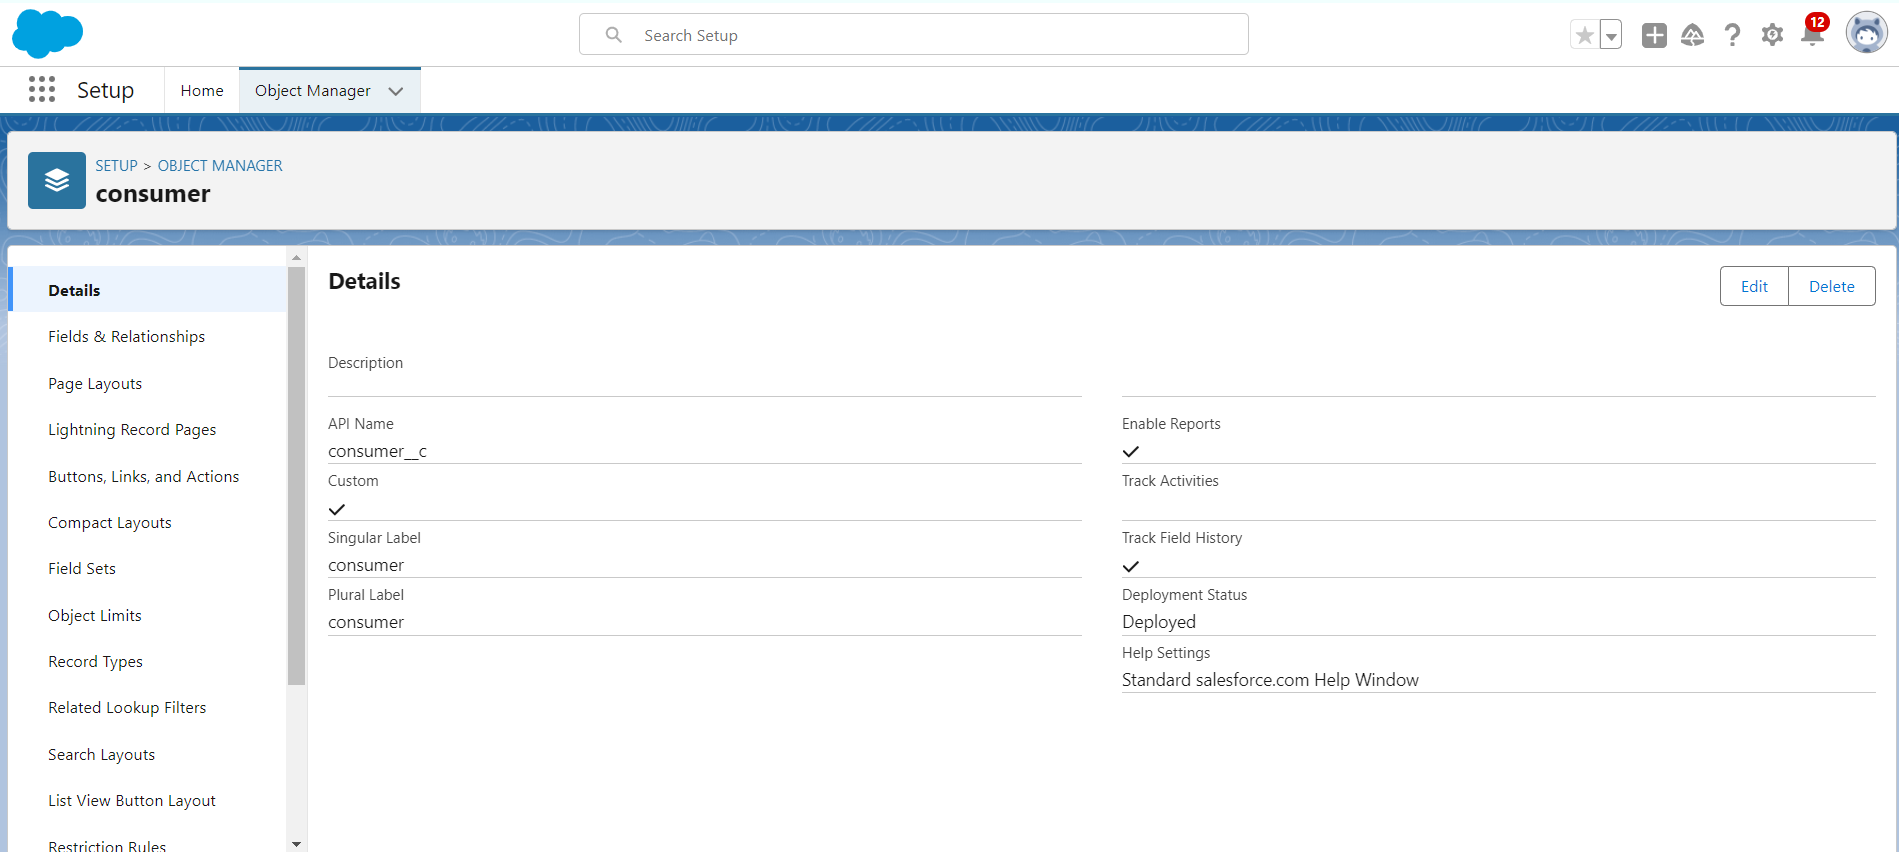 Search Setup
12
Setup
Home
Object Manager
SETUP > OBJECT MANAGER
consumer
Details
Fields & Relationships
Page Layouts
Lightning Record Pages
Buttons, Links, and Actions
Compact Layouts
Field Sets
Object Limits
Record Types
Related Lookup Filters
Search Layouts
List View Button Layout
Restriction Rules
Details
Edit
Delete
Description
API Name
consumer__c
Custom
Singular Label
consumer
Plural Label
consumer
Enable Reports
Track Activities
Track Field History
Deployment Status
Deployed
Help Settings
Standard salesforce.com Help Window